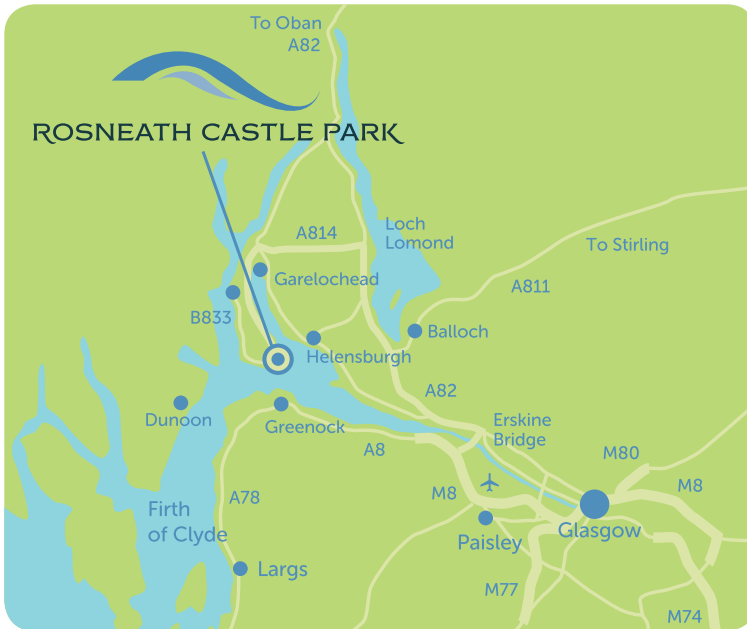 To Oban
A82
ROSNEATH CASTLE PARK
Loch
Lomond
A814
To Stirling
Garelochead
A811
B833
Balloch
Helensburgh
A82
Dunoon
Greenock
Erskine
Bridge
A8
M80
M8
M8
A78
Firth
of Clyde
Paisley
Glasgow
Largs
M77
M74